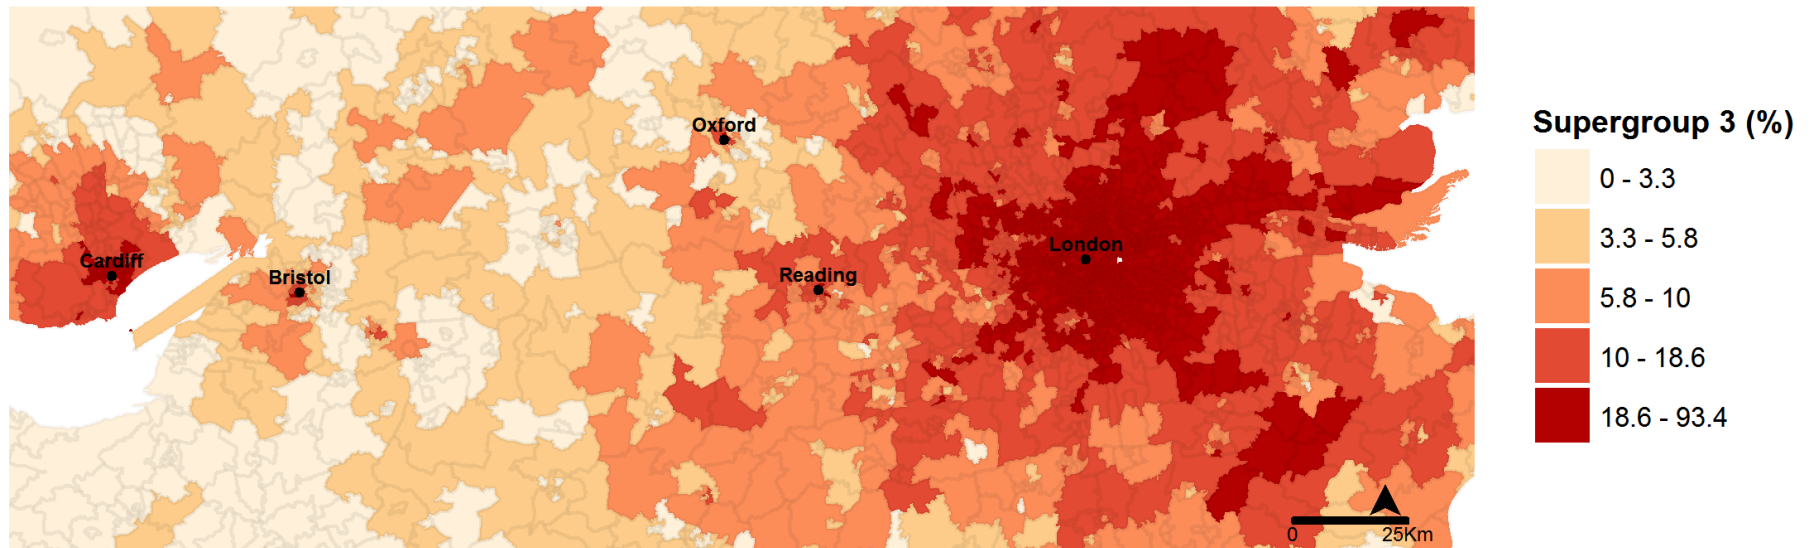 Oxford
Cardiff
Bristol
Reading
London
Supergroup 3 (%)
0 - 3.3
3.3 - 5.8
5.8 - 10
10 - 18.6
18.6 - 93.4
0 25Km